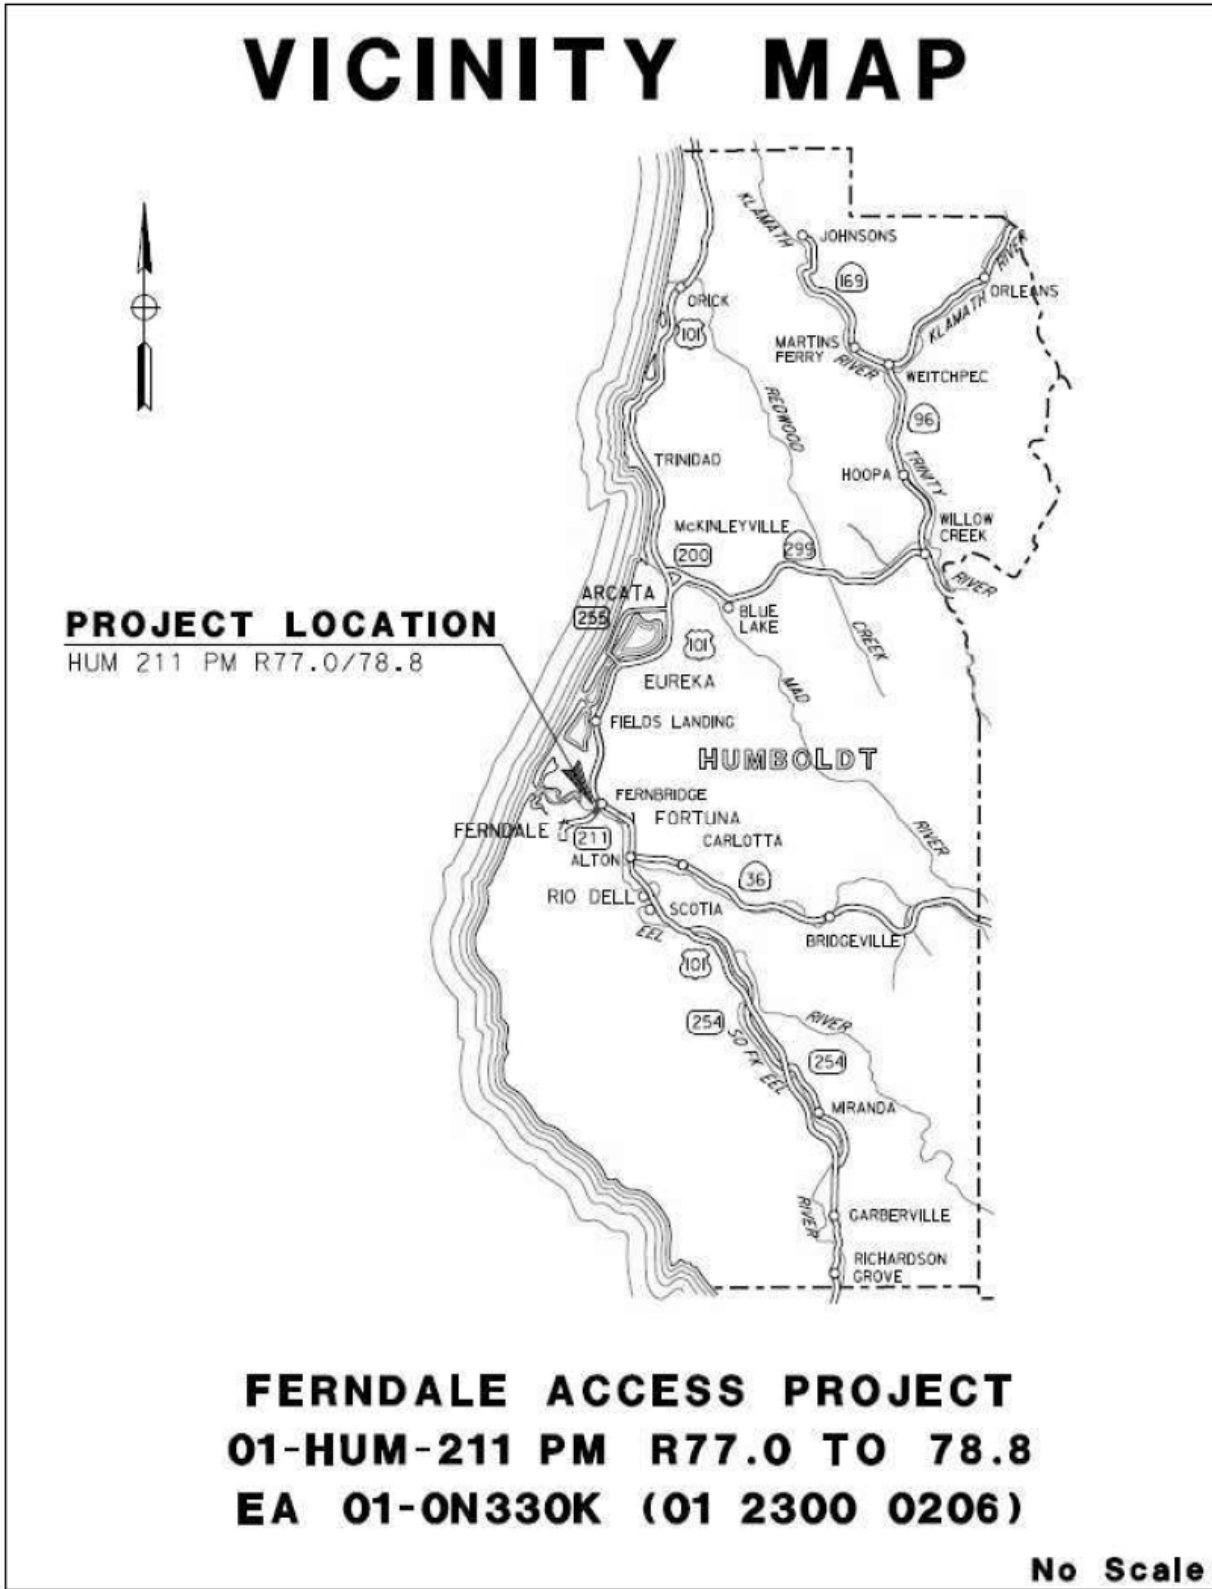 VICINITY MAP
KLAMATH
JOHNSONS
RIVER
169
ORLEANS
ORICK
KLAMATH
101
MARTINS
FERRY
RIVER
WEITCHPEC
REDWOOD
96
TRINIDAD
HOOPA
TRINITY
McKINLEYVILLE
WILLOW
CREEK
200
299
RIVER
ARCATA
255
BLUE
LAKE
PROJECT LOCATION
HUM 211 PM R77.0/78.8
101
CREEK
EUREKA
MAD
FIELDS LANDING
HUMBOLDT
FERNBRIDGE
FERNDALE
FORTUNA
211
CARLOTTA
RIVER
ALTON
36
RIO DELL
SCOTIA
EEL
BRIDGEVILLE
101
254
RIVER
SO FK EEL
254
MIRANDA
RIVER
GARBERVILLE
RICHARDSON
GROVE
FERNDALE ACCESS PROJECT
01-HUM-211 PM R77.0 TO 78.8
EA 01-0N330K (01 2300 0206)
No Scale